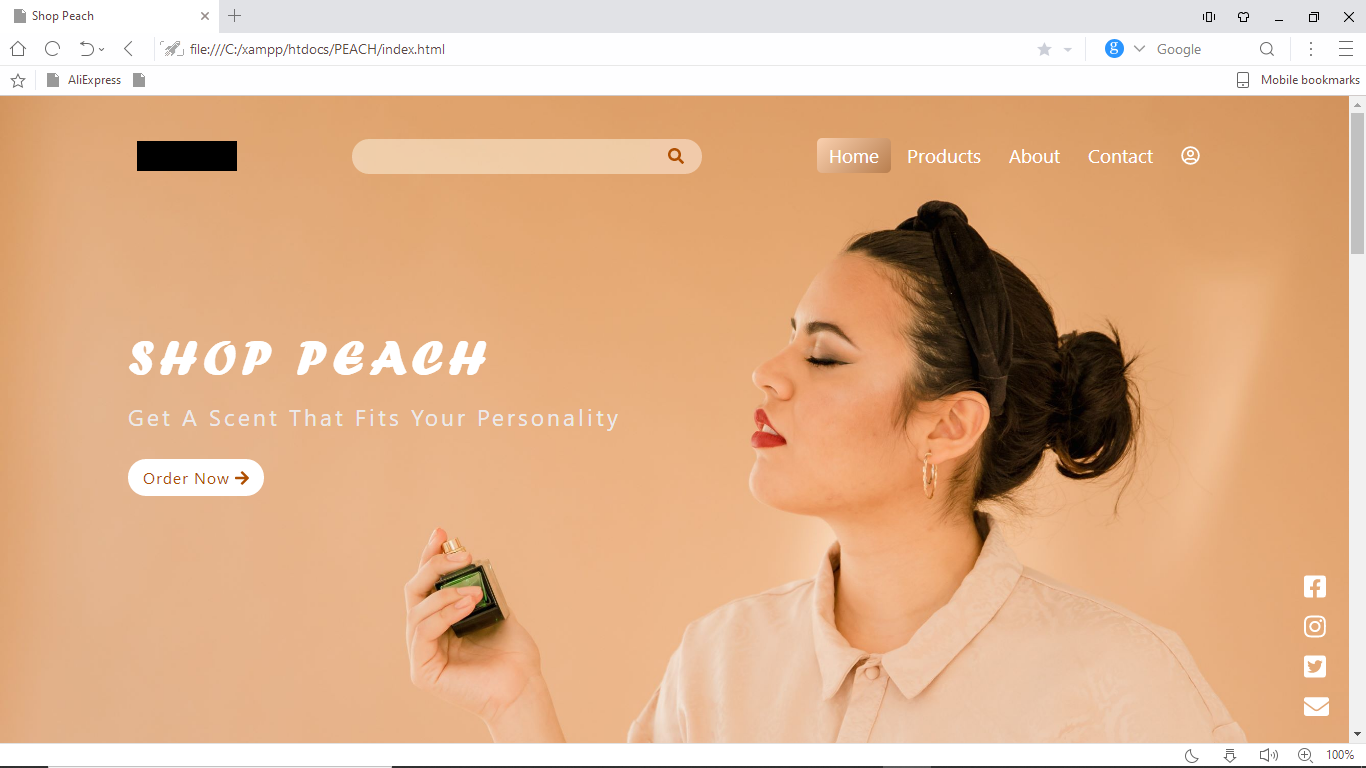 Shop Peach
file:///C:/xampp/htdocs/PEACH/index.html
g Google
AliExpress
Mobile bookmarks
Home Products About Contact
SHOP PEACH
Get A Scent That Fits Your Personality
Order Now
100%